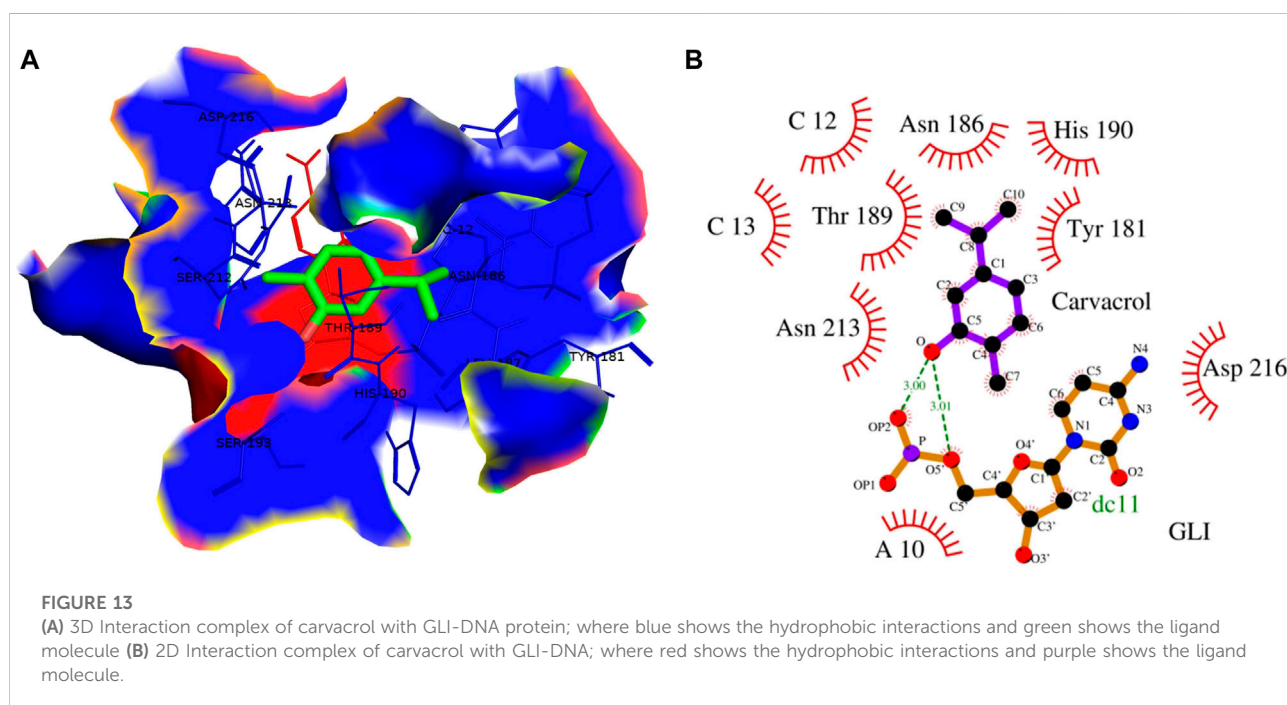 A
ASP-216
ASN-213
SER-212
C-12
ASN-186
THR-189
TYR-181
HIS-190
SER-193
B
C 12
Asn 186
His 190
C 13
Thr 189
Tyr 181
C9
C10
C8
C1
C2
C3
Carvacrol
Asn 213
C5
C6
O
C4
C7
N4
Asp 216
3.00
3.01
C5
C4
C6
N3
OP2
N1
P
O5'
O4'
C2
OP1
C4'
C1'
O2
C5'
C2'
dc11
C3'
GLI
A 10
O3'
FIGURE 13
(A) 3D Interaction complex of carvacrol with GLI-DNA protein; where blue shows the hydrophobic interactions and green shows the ligand
molecule (B) 2D Interaction complex of carvacrol with GLI-DNA; where red shows the hydrophobic interactions and purple shows the ligand
molecule.